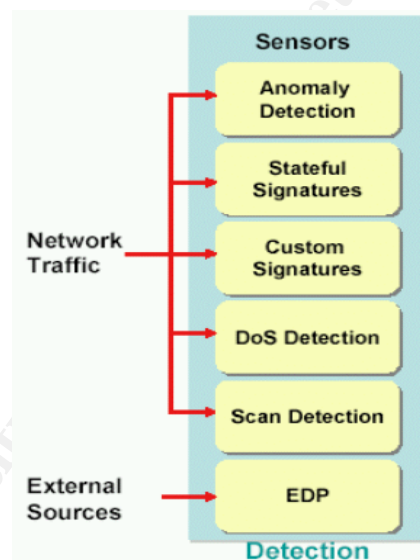 Sensors
Anomaly
Detection
Stateful
Signatures
Network
Traffic
Custom
Signatures
DoS Detection
Scan Detection
External
Sources
EDP
Detection